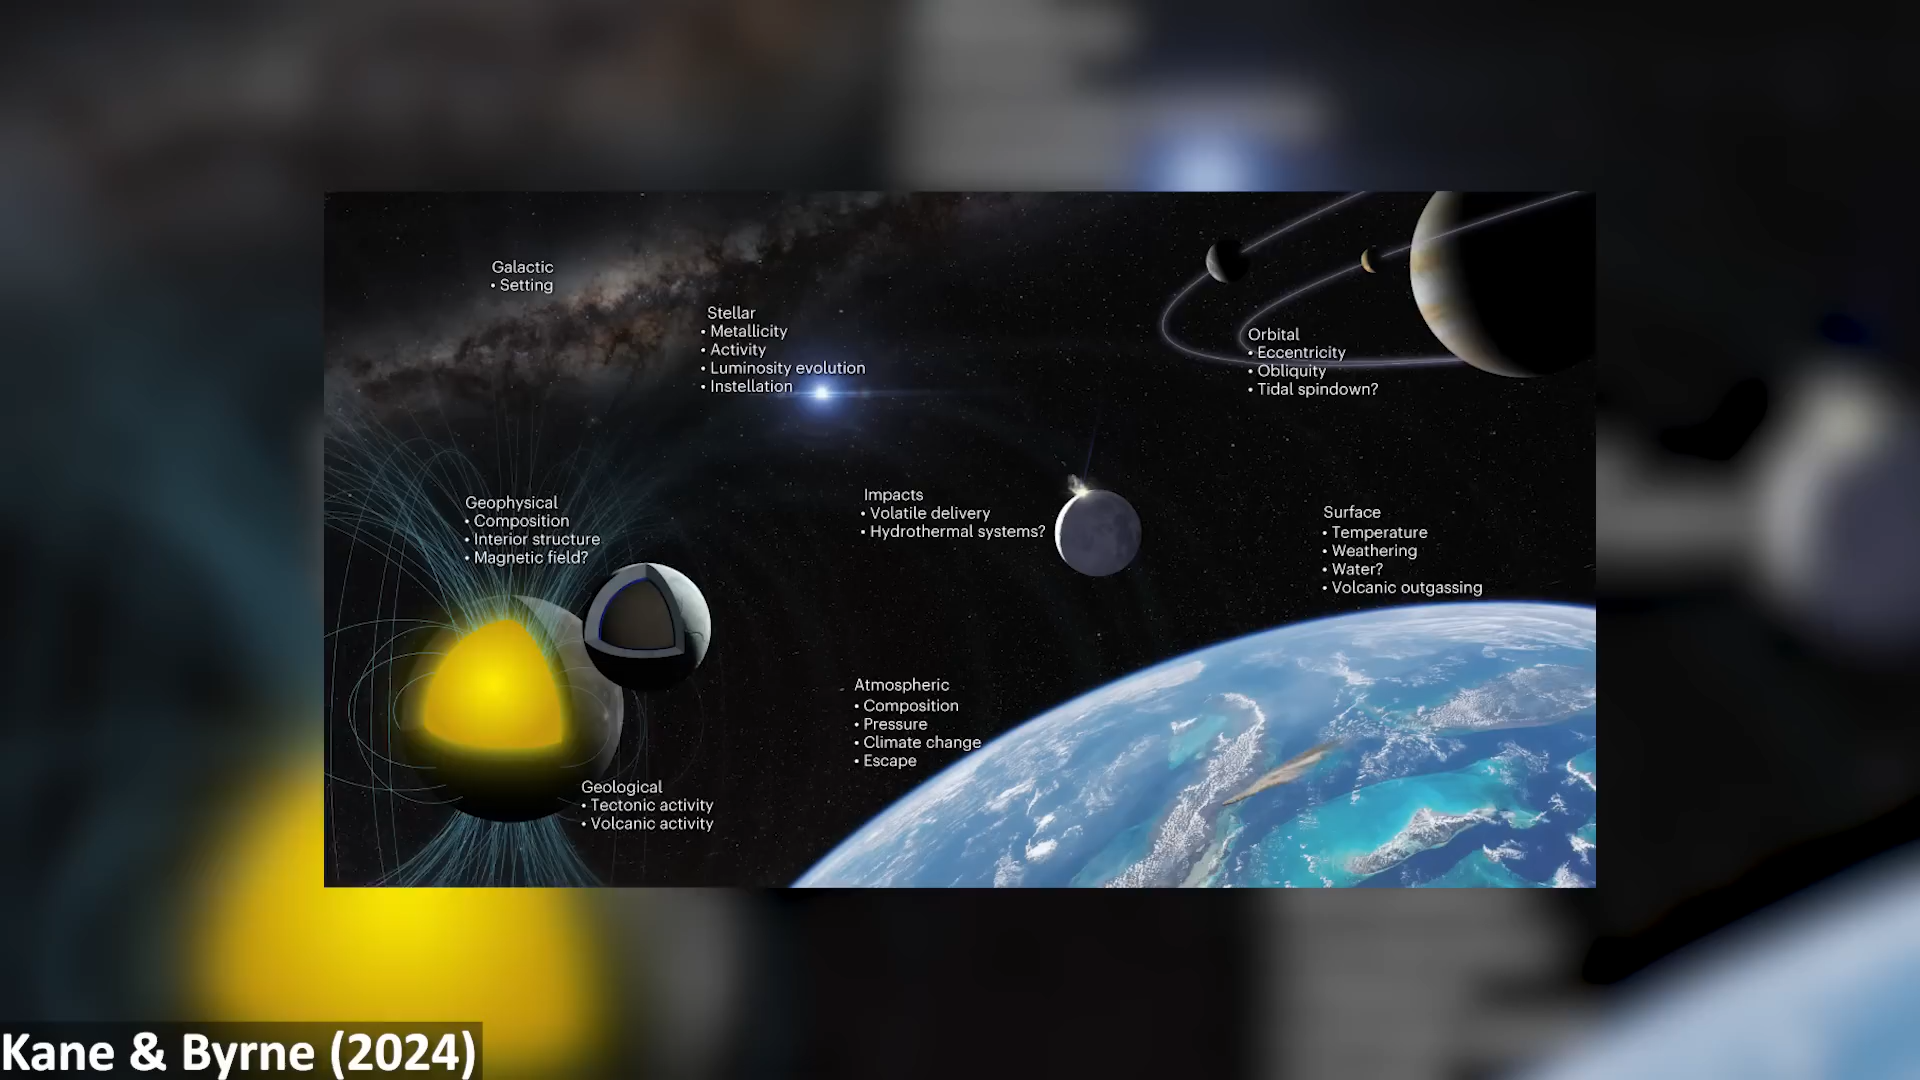 Galactic
• Setting
Stellar
• Metallicity
• Activity
• Luminosity evolution
• Instellation
Orbital
• Eccentricity
• Obliquity
• Tidal spindown?
Geophysical
• Composition
• Interior structure
• Magnetic field?
Impacts
• Volatile delivery
• Hydrothermal systems?
Surface
• Temperature
• Weathering
• Water?
• Volcanic outgassing
Atmospheric
• Composition
• Pressure
• Climate change
• Escape
Geological
• Tectonic activity
• Volcanic activity
Kane & Byrne (2024)